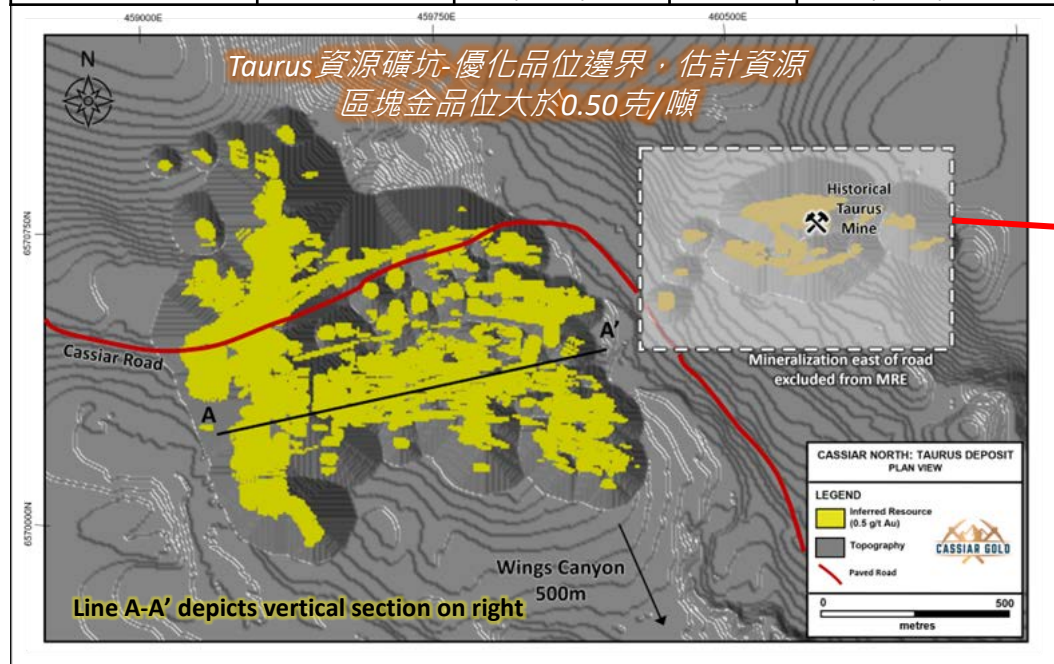 459000E
459750E
460500E
N
Taurus資源礦坑-優化品位邊界，估計資源
區塊金品位大於0.50克/噸
6570750N
Historical
Taurus
Mine
Cassiar Road
A'
A
Mineralization east of road
excluded from MRE
CASSIAR NORTH: TAURUS DEPOSIT
PLAN VIEW
LEGEND
Inferred Resource
(0.5 g/t Au)
Topography
Paved Road
CASSIAR GOLD
0 500
metres
6570000N
Wings Canyon
500m
Line A-A' depicts vertical section on right